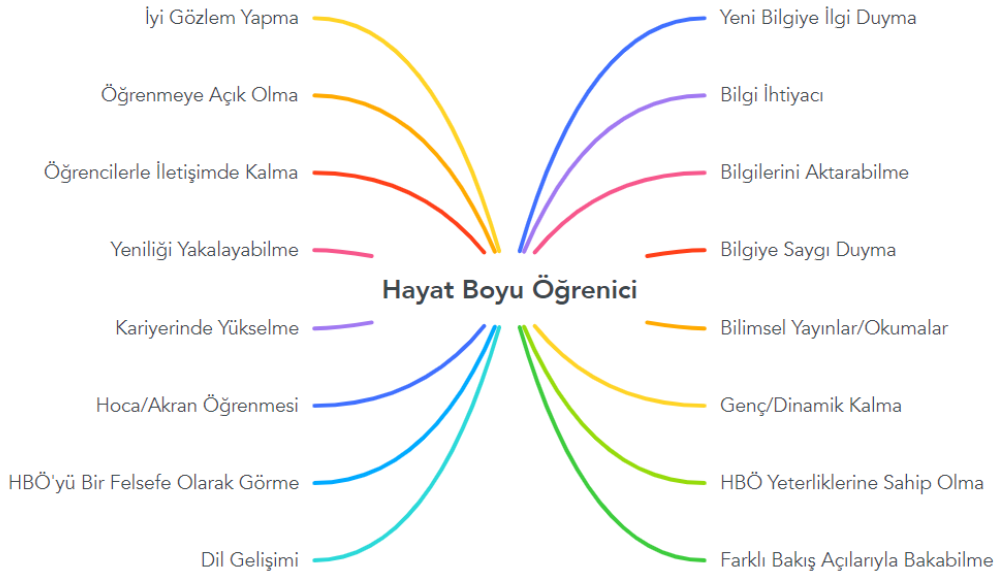 İyi Gözlem Yapma
Öğrenmeye Açık Olma
Öğrencilerle İletişimde Kalma
Yeniliği Yakalayabilme
Kariyerinde Yükselme
Hoca/Akran Öğrenmesi
HBÖ'yü Bir Felsefe Olarak Görme
Dil Gelişimi
Hayat Boyu Öğrenici
Yeni Bilgiye İlgi Duyma
Bilgi İhtiyacı
Bilgilerini Aktarabilme
Bilgiye Saygı Duyma
Bilimsel Yayınlar/Okumalar
Genç/Dinamik Kalma
HBÖ Yeterliklerine Sahip Olma
Farklı Bakış Açılarıyla Bakabilme